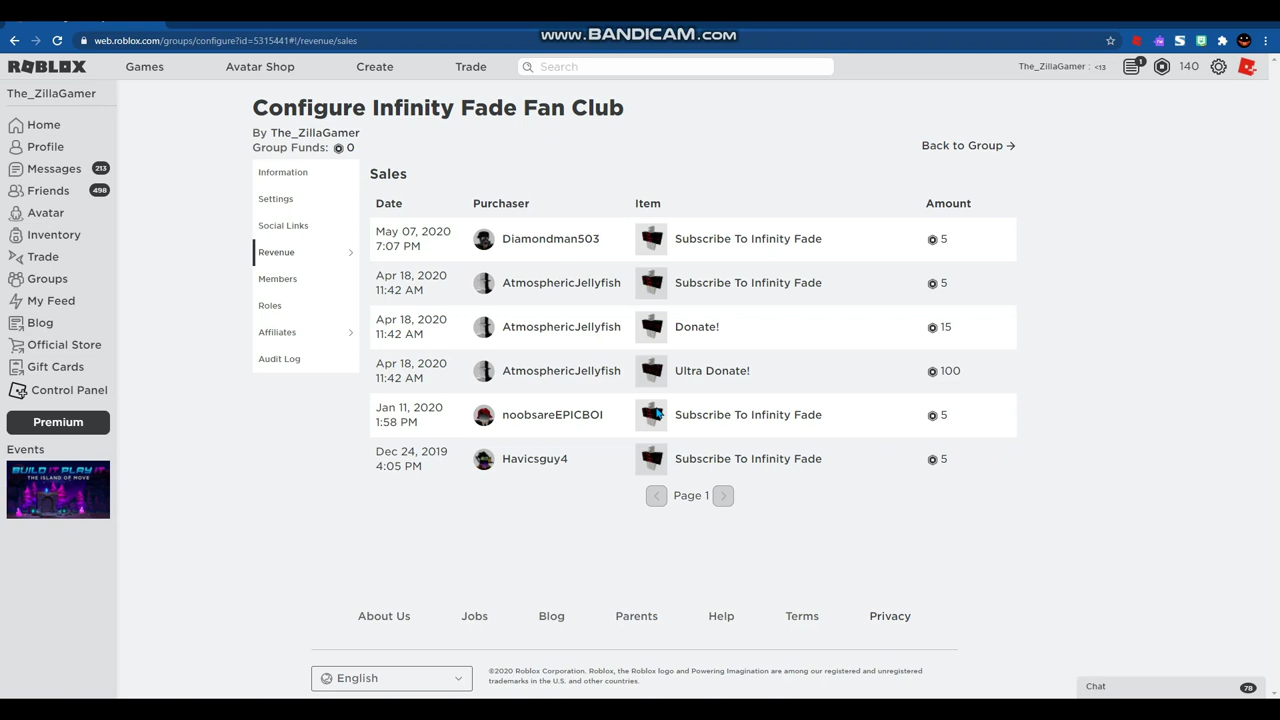 WWW.BANDICAM.COM
web.roblox.com/groups/configure?id=5315441#!/revenue/sales
ROBLOX
Games
Avatar Shop
Create
Trade
Search
The_ZillaGamer : <13
1
140
The_ZillaGamer
Home
Profile
Messages 213
Friends 498
Avatar
Inventory
Trade
Groups
My Feed
Blog
Official Store
Gift Cards
Control Panel
Premium
Events
BUILD IT PLAY IT
THE ISLAND OF MOVE
Configure Infinity Fade Fan Club
By The_ZillaGamer
Group Funds: 0
Back to Group
Information
Settings
Social Links
Revenue
Members
Roles
Affiliates
Audit Log
Sales
Date Purchaser Item Amount
May 07, 2020
7:07 PM
Diamondman503 Subscribe To Infinity Fade 5
Apr 18, 2020
11:42 AM
AtmosphericJellyfish Subscribe To Infinity Fade 5
Apr 18, 2020
11:42 AM
AtmosphericJellyfish Donate! 15
Apr 18, 2020
11:42 AM
AtmosphericJellyfish Ultra Donate! 100
Jan 11, 2020
1:58 PM
noobsareEPICBOI Subscribe To Infinity Fade 5
Dec 24, 2019
4:05 PM
Havicsguy4 Subscribe To Infinity Fade 5
Page 1
About Us
Jobs
Blog
Parents
Help
Terms
Privacy
English
©2020 Roblox Corporation. Roblox, the Roblox logo and Powering Imagination are among our registered and unregistered
trademarks in the U.S. and other countries.
Chat 78